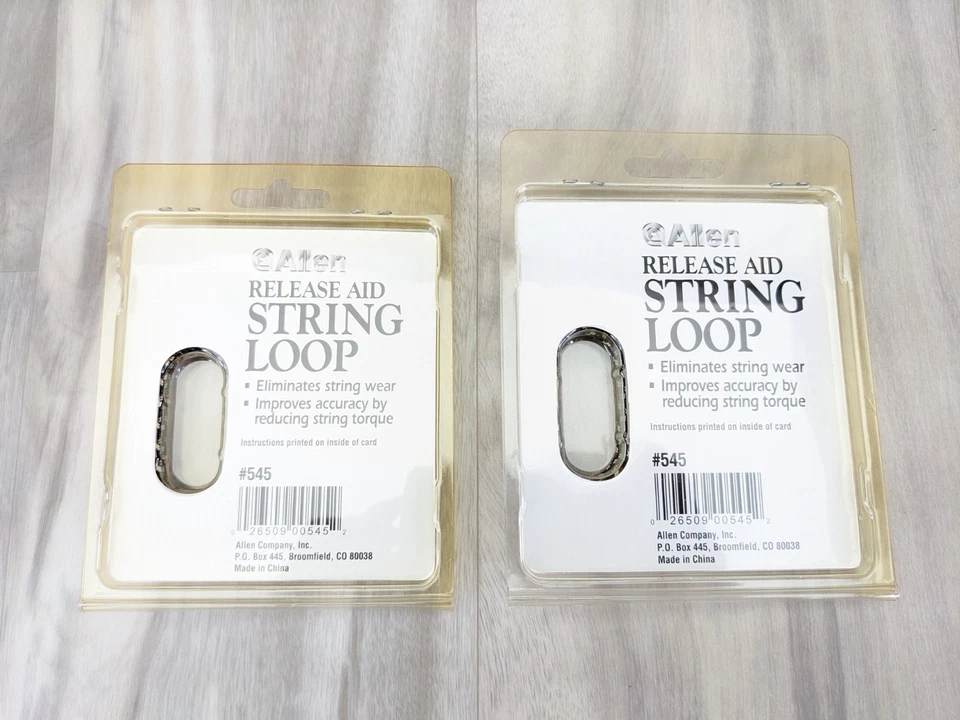 Allen
RELEASE AID
STRING
LOOP
▪ Eliminates string wear
▪ Improves accuracy by
reducing string torque
Instructions printed on inside of card
#545
0 26509 00545 2
Allen Company, Inc.
P.O. Box 445, Broomfield, CO 80038
Made in China
Allen
RELEASE AID
STRING
LOOP
▪ Eliminates string wear
▪ Improves accuracy by
reducing string torque
Instructions printed on inside of card
#545
0 26509 00545 2
Allen Company, Inc.
P.O. Box 445, Broomfield, CO 80038
Made in China